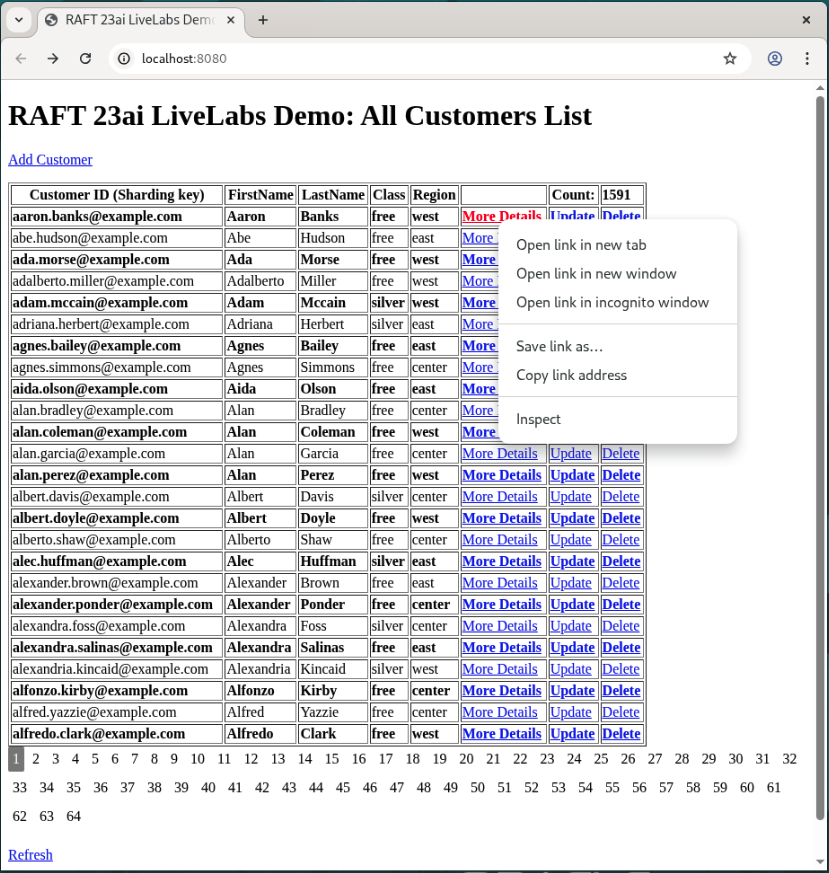 RAFT 23ai LiveLabs Demo
localhost:8080
RAFT 23ai LiveLabs Demo: All Customers List
Add Customer
Customer ID (Sharding key) FirstName LastName Class Region Count: 1591
aaron.banks@example.com Aaron Banks free west More Details Update Delete
abe.hudson@example.com Abe Hudson free east More
ada.morse@example.com Ada Morse free west More
adalberto.miller@example.com Adalberto Miller free west More
adam.mccain@example.com Adam Mccain silver west More
adriana.herbert@example.com Adriana Herbert silver east More
agnes.bailey@example.com Agnes Bailey free east More
agnes.simmons@example.com Agnes Simmons free center More
aida.olson@example.com Aida Olson free east More
alan.bradley@example.com Alan Bradley free center More
alan.coleman@example.com Alan Coleman free west More
alan.garcia@example.com Alan Garcia free center More Details Update Delete
alan.perez@example.com Alan Perez free west More Details Update Delete
albert.davis@example.com Albert Davis silver center More Details Update Delete
albert.doyle@example.com Albert Doyle free west More Details Update Delete
alberto.shaw@example.com Alberto Shaw free center More Details Update Delete
alec.huffman@example.com Alec Huffman silver east More Details Update Delete
alexander.brown@example.com Alexander Brown free east More Details Update Delete
alexander.ponder@example.com Alexander Ponder free center More Details Update Delete
alexandra.foss@example.com Alexandra Foss silver center More Details Update Delete
alexandra.salinas@example.com Alexandra Salinas free east More Details Update Delete
alexandria.kincaid@example.com Alexandria Kincaid silver west More Details Update Delete
alfonzo.kirby@example.com Alfonzo Kirby free center More Details Update Delete
alfred.yazzie@example.com Alfred Yazzie free center More Details Update Delete
alfredo.clark@example.com Alfredo Clark free west More Details Update Delete
Open link in new tab
Open link in new window
Open link in incognito window
Save link as…
Copy link address
Inspect
1 2 3 4 5 6 7 8 9 10 11 12 13 14 15 16 17 18 19 20 21 22 23 24 25 26 27 28 29 30 31 32
33 34 35 36 37 38 39 40 41 42 43 44 45 46 47 48 49 50 51 52 53 54 55 56 57 58 59 60 61
62 63 64
Refresh